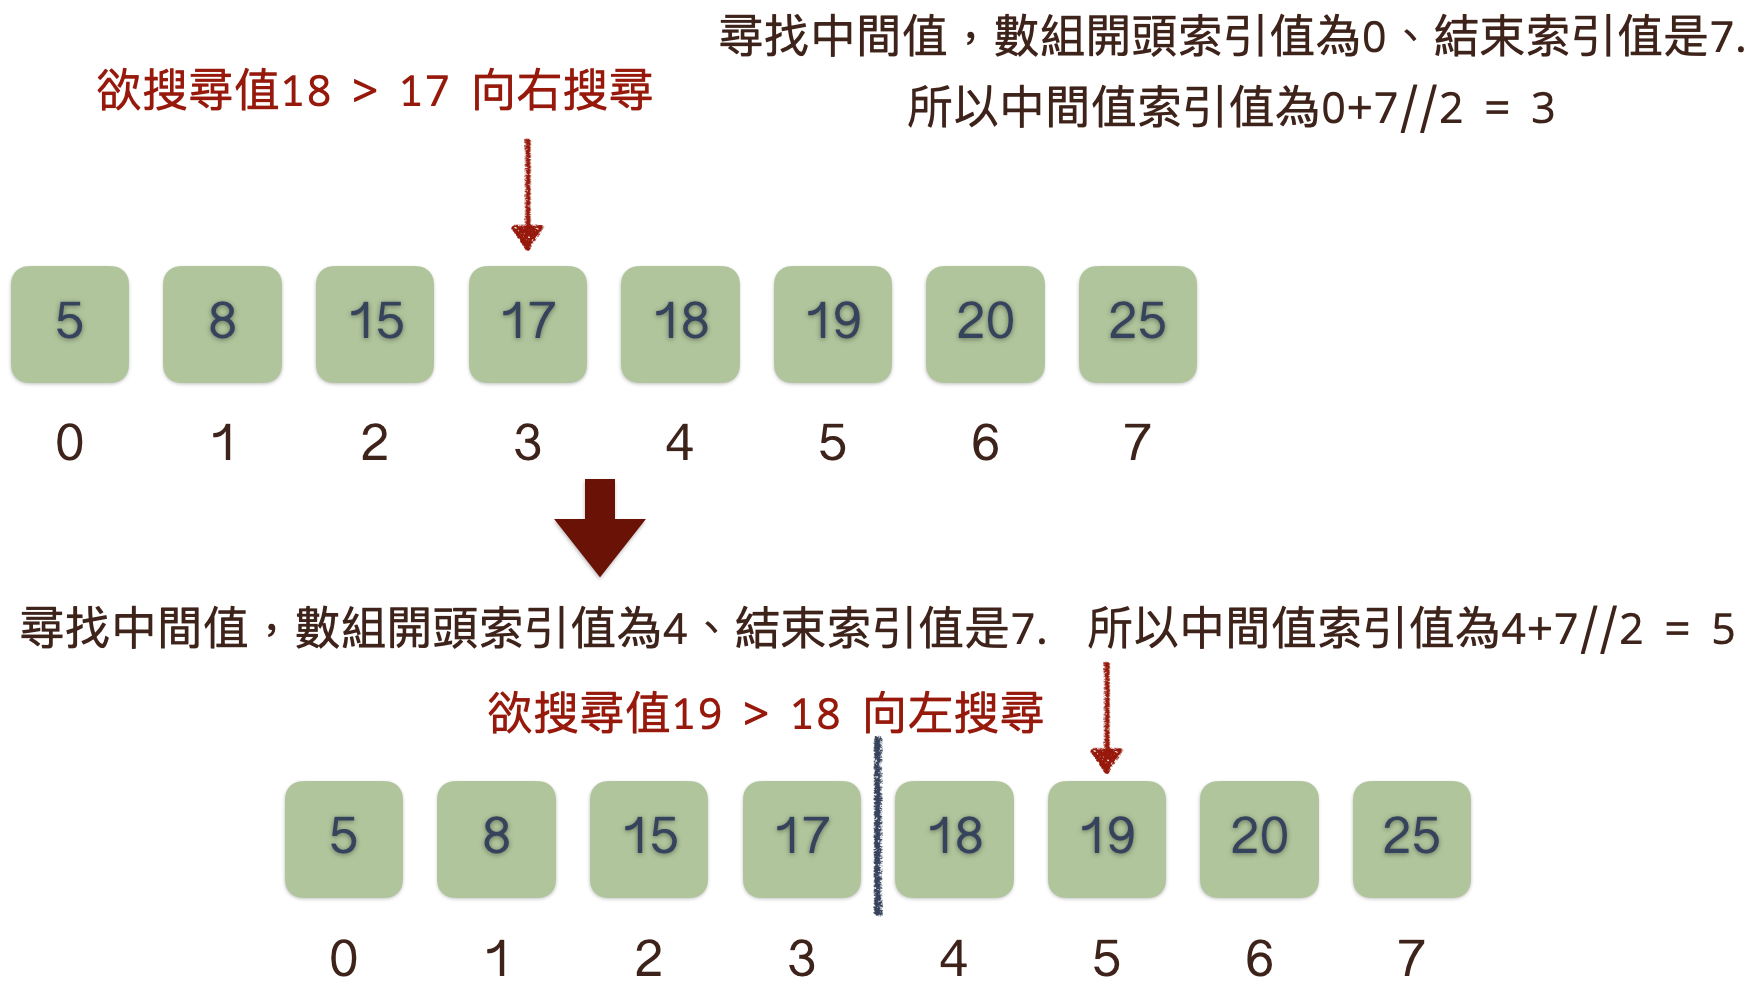 尋找中間值，數組開頭索引值為0、結束索引值是7.
所以中間值索引值為0+7//2 = 3
欲搜尋值18 > 17 向右搜尋
5 8 15 17 18 19 20 25
0 1 2 3 4 5 6 7
尋找中間值，數組開頭索引值為4、結束索引值是7. 所以中間值索引值為4+7//2 = 5
欲搜尋值19 > 18 向左搜尋
5 8 15 17 18 19 20 25
0 1 2 3 4 5 6 7